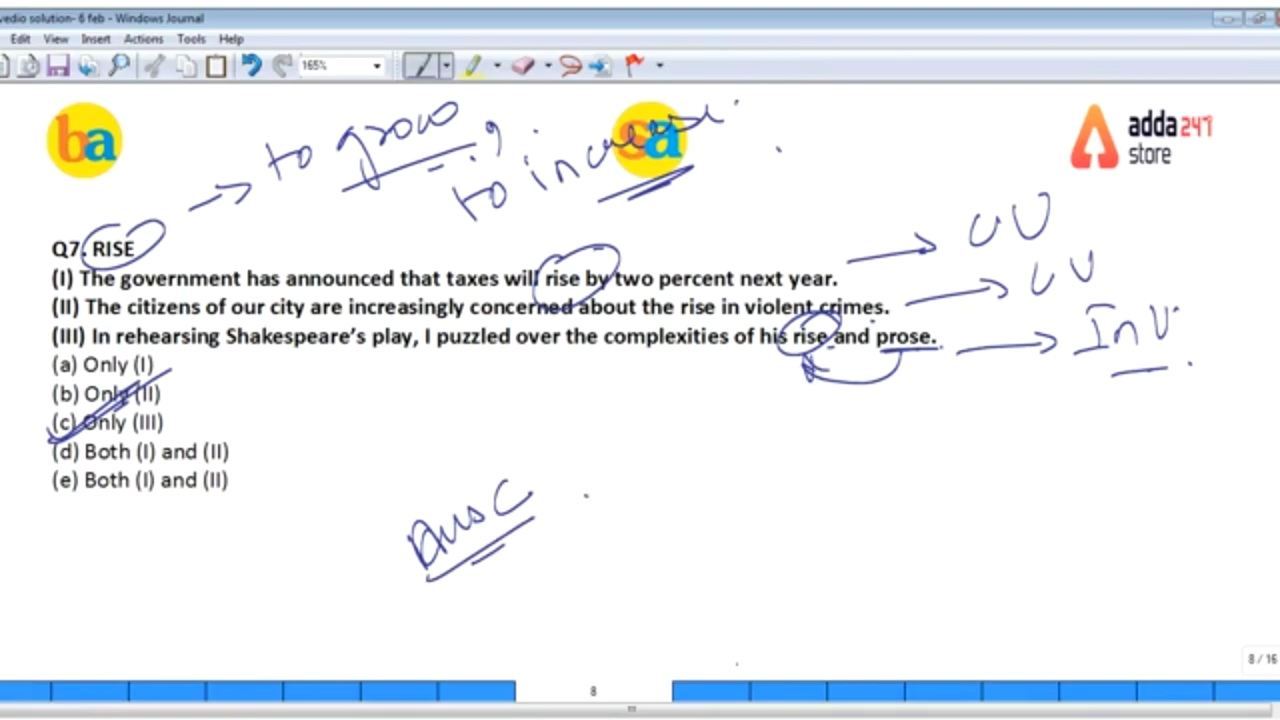 vedio solution- 6 feb - Windows Journal
Edit View Insert Actions Tools Help
165%
ba
sa
adda 247
store
to grow,
to increase.
Q7. RISE
(I) The government has announced that taxes will rise by two percent next year.
UV
(II) The citizens of our city are increasingly concerned about the rise in violent crimes.
UV
(III) In rehearsing Shakespeare’s play, I puzzled over the complexities of his rise and prose.
InV.
(a) Only (I)
(b) Only (II)
(c) Only (III)
(d) Both (I) and (II)
(e) Both (I) and (II)
Ans C
8 / 16
8